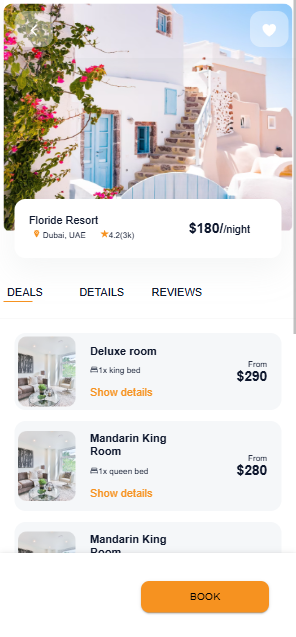 Floride Resort
Dubai, UAE
4.2(3k)
$180//night
DEALS
DETAILS
REVIEWS
Deluxe room
1x king bed
Show details
From
$290
Mandarin King
Room
1x queen bed
Show details
From
$280
Mandarin King
Room
BOOK